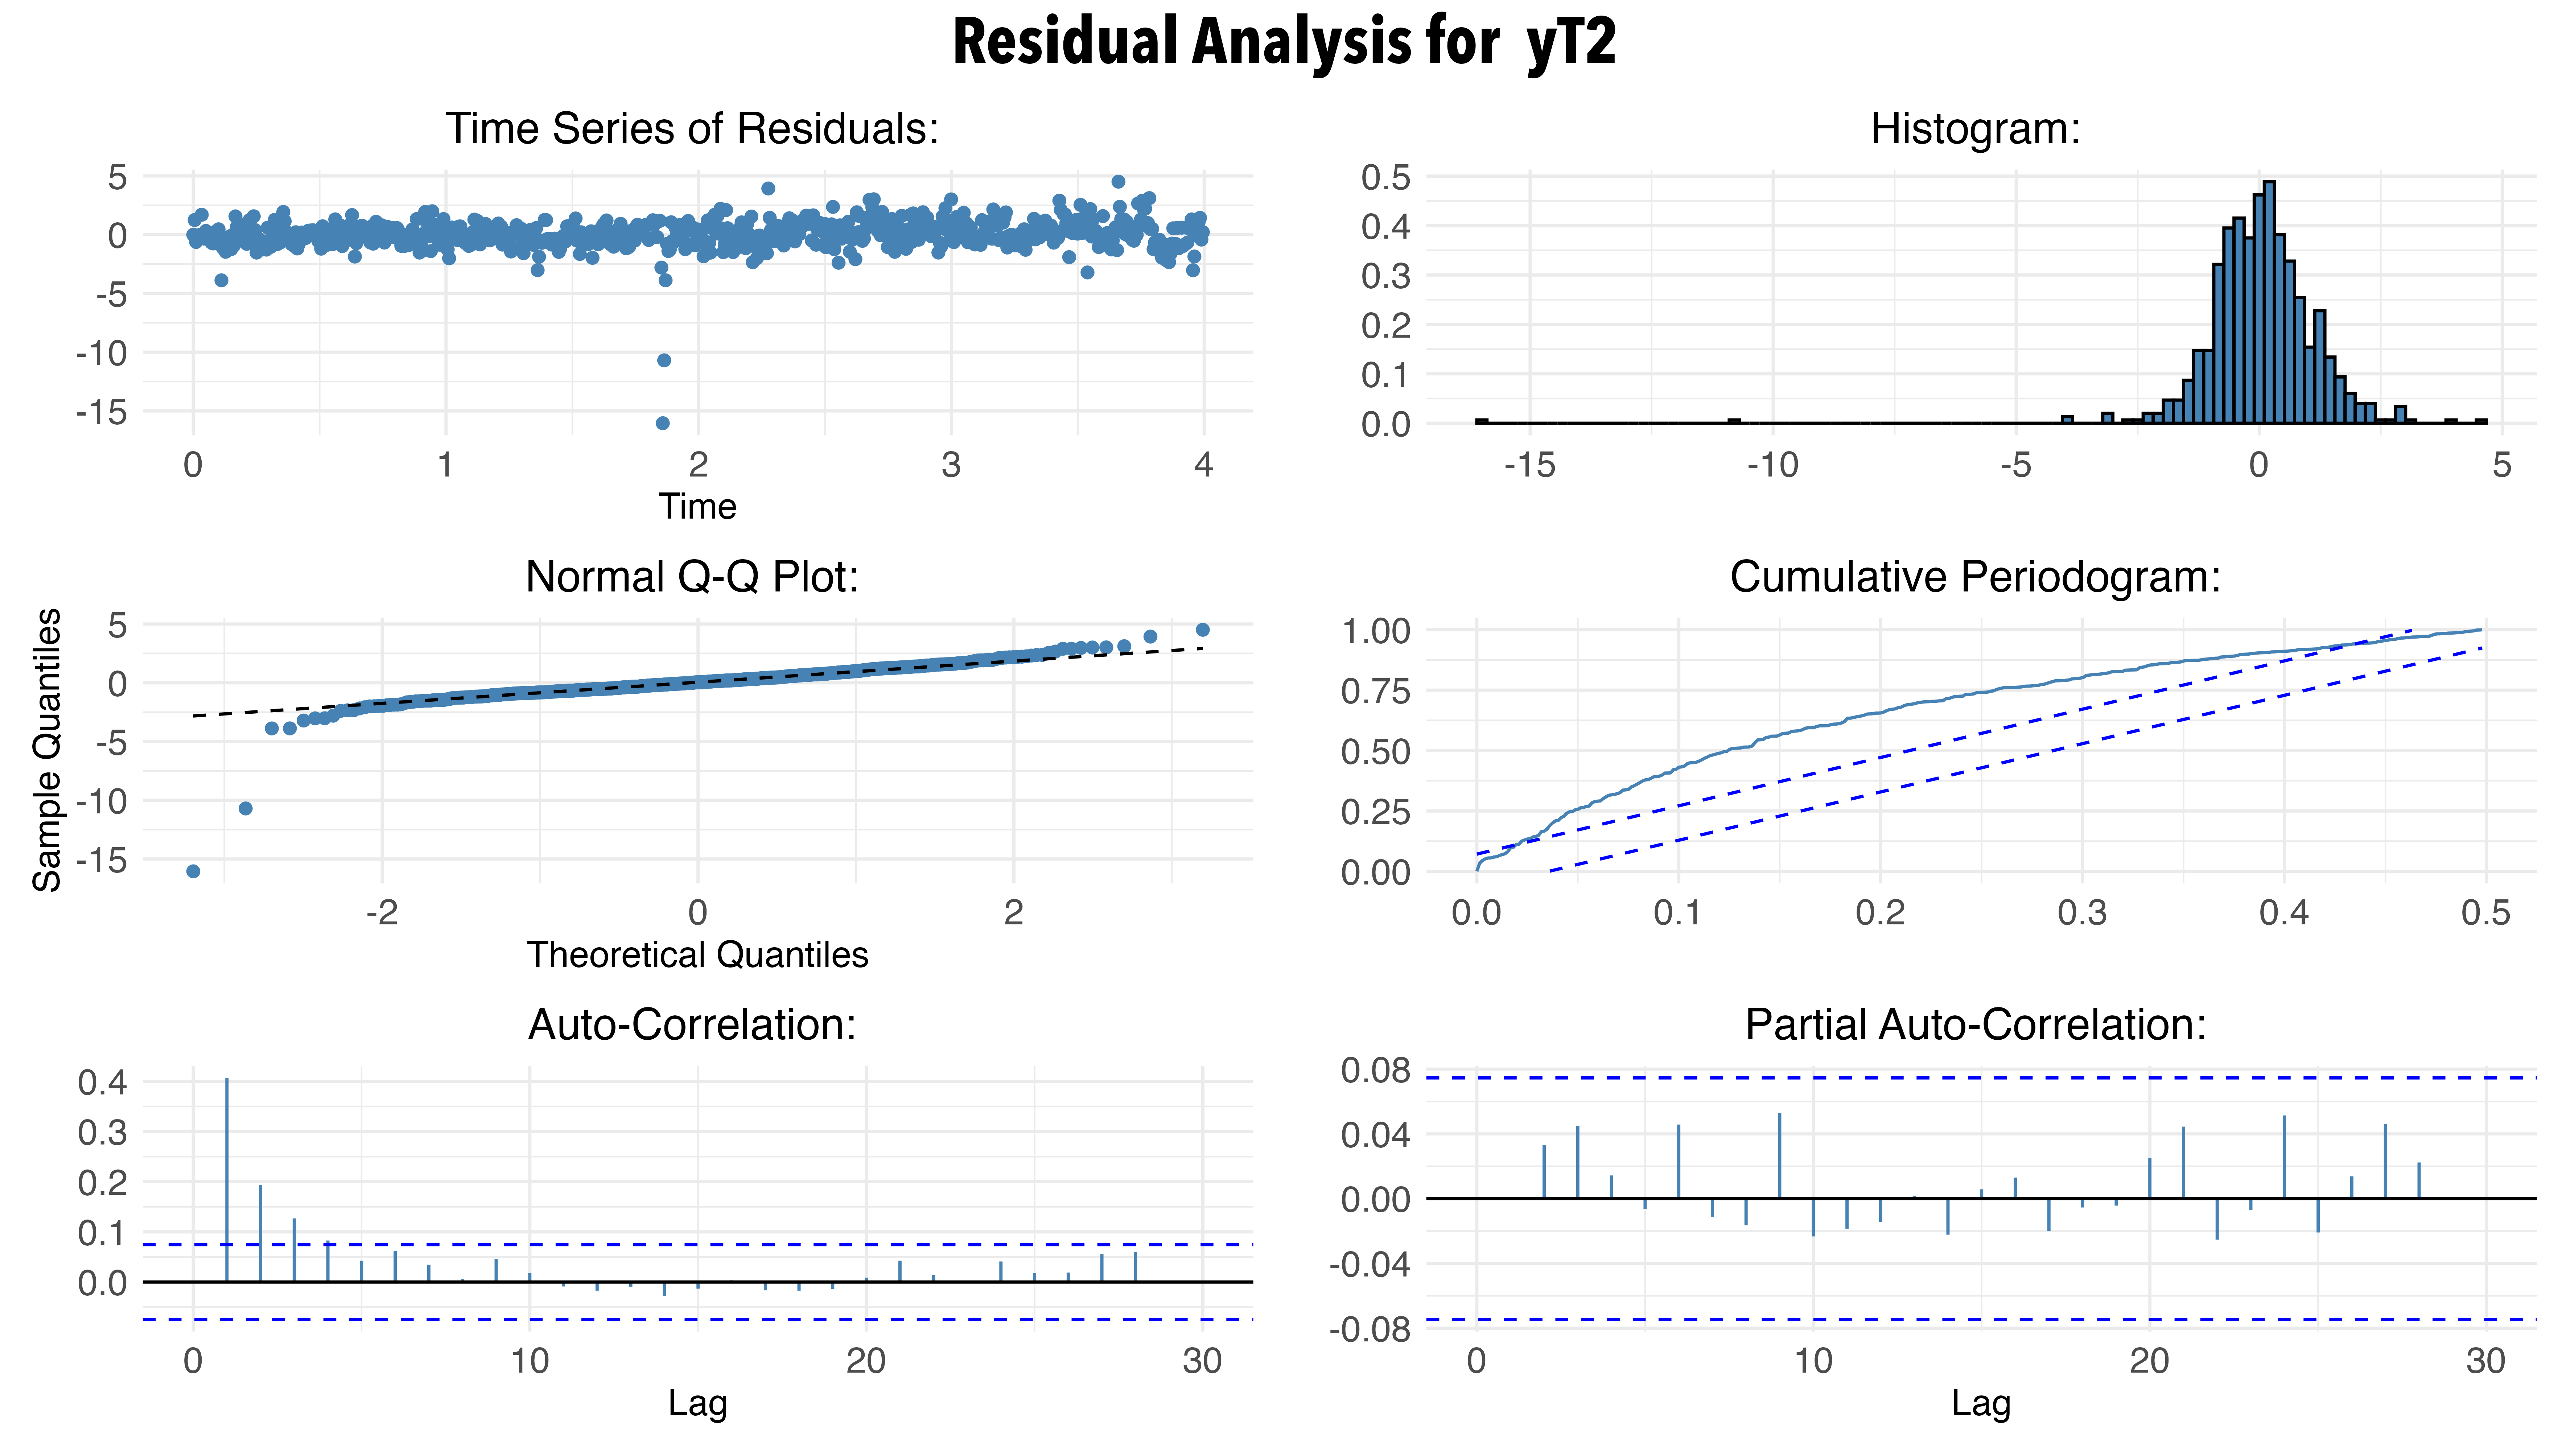 Residual Analysis for yT2
Time Series of Residuals:
5
0
-5
-10
-15
0 1 2 3 4
Time
Histogram:
0.5
0.4
0.3
0.2
0.1
0.0
-15 -10 -5 0 5
Normal Q-Q Plot:
Sample Quantiles
5
0
-5
-10
-15
-2 0 2
Theoretical Quantiles
Cumulative Periodogram:
1.00
0.75
0.50
0.25
0.00
0.0 0.1 0.2 0.3 0.4 0.5
Auto-Correlation:
0.4
0.3
0.2
0.1
0.0
0 10 20 30
Lag
Partial Auto-Correlation:
0.08
0.04
0.00
-0.04
-0.08
0 10 20 30
Lag